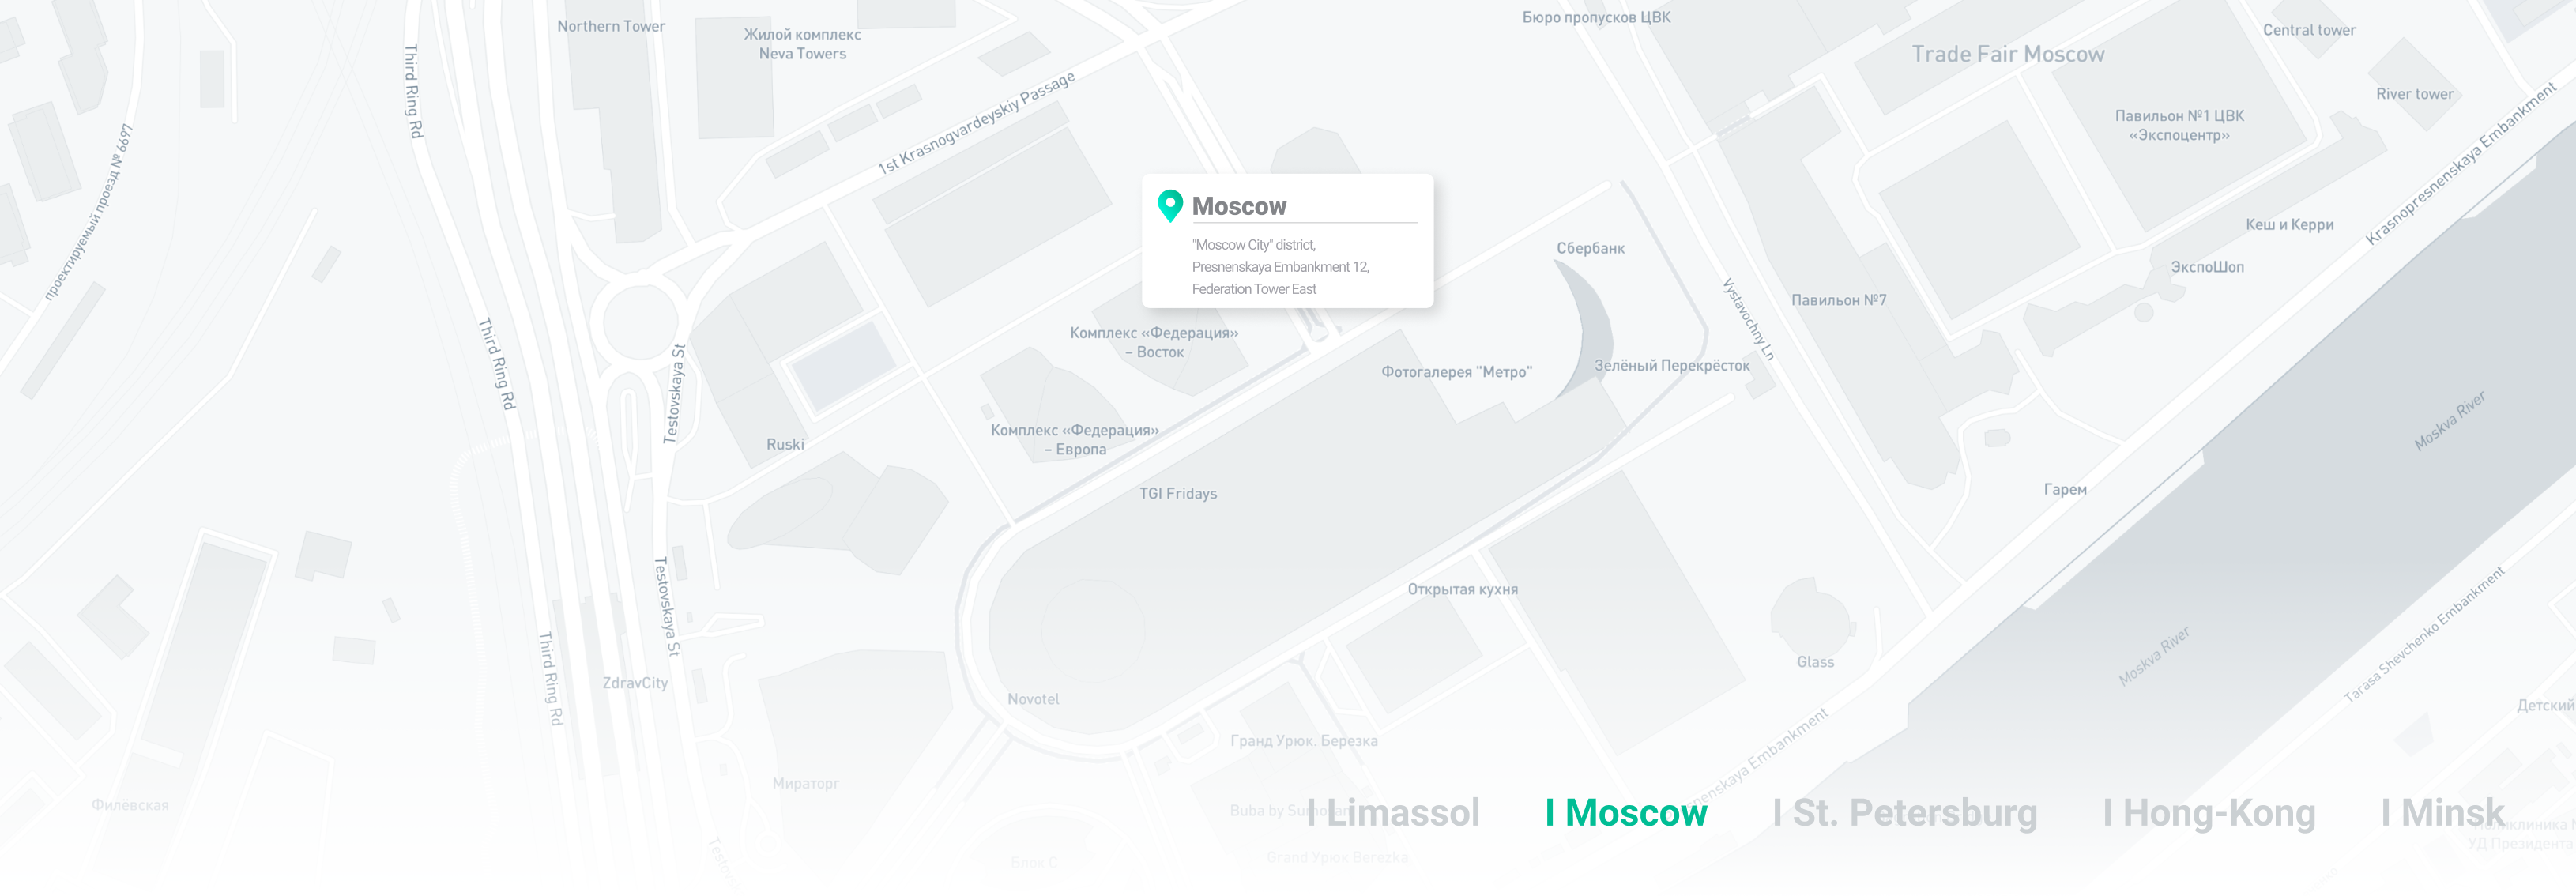 Бюро пропусков ЦВК
Northern Tower
Central tower
Жилой комплекс
Neva Towers
Trade Fair Moscow
Third Ring Rd
River tower
1st Krasnogvardeyskiy Passage
Павильон №1 ЦВК
«Экспоцентр»
Krasnopresnenskaya Embankment
проектируемый проезд № 6697
Moscow
"Moscow City" district,
Presnenskaya Embankment 12,
Federation Tower East
Кеш и Керри
Сбербанк
ЭкспоШоп
Павильон №7
Vystavochny Ln
Комплекс «Федерация»
– Восток
Third Ring Rd
Testovskaya St
Фотогалерея "Метро"
Зелёный Перекрёсток
Moskva River
Комплекс «Федерация»
– Европа
Ruski
TGI Fridays
Гарем
Открытая кухня
Testovskaya St
Tarasa Shevchenko Embankment
Moskva River
Glass
Third Ring Rd
ZdravCity
Novotel
Детский
Гранд Урюк. Березка
nenskaya Embankment
Мираторг
Филёвская
Buba by Sumosan
I Limassol
I Moscow
I St. Petersburg
I Hong-Kong
I Minsk
УД Президента
Grand Урюк Berezka
Блок С